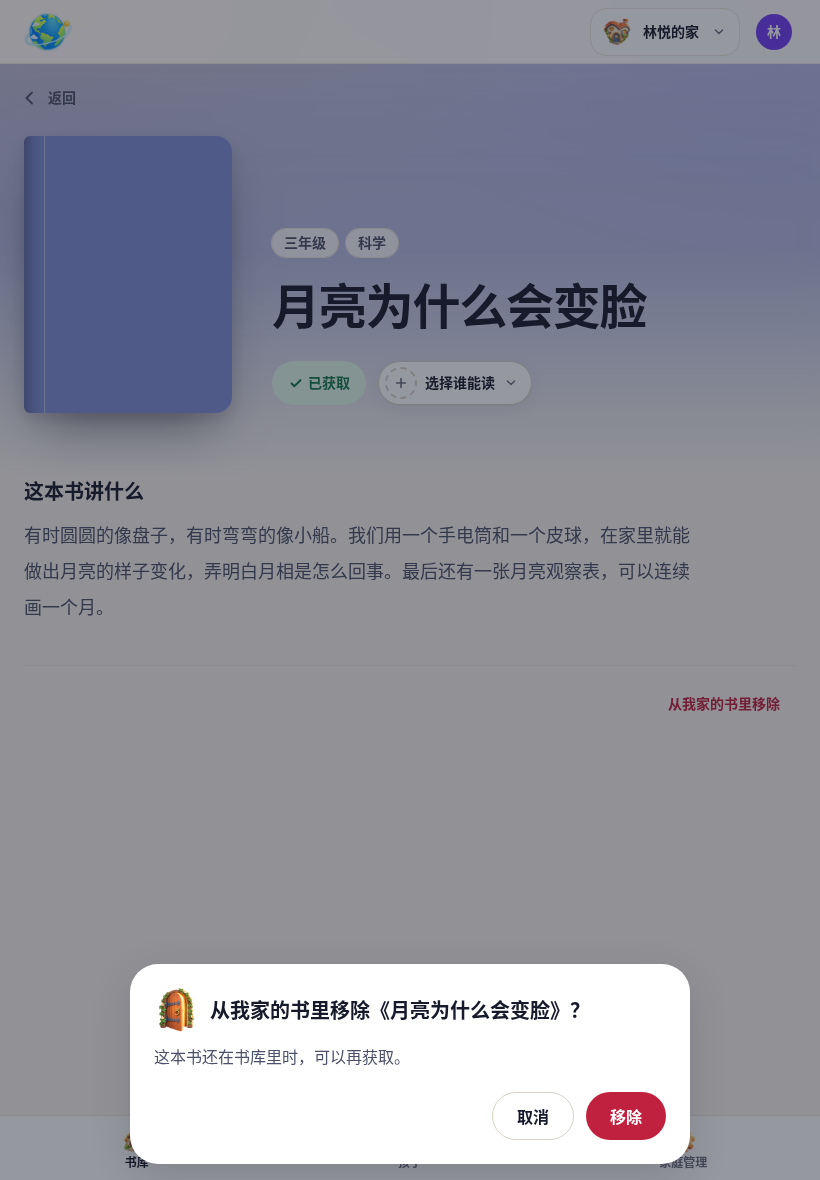 林悦的家
林
返回
三年级
科学
月亮为什么会变脸
已获取
选择谁能读
这本书讲什么
有时圆圆的像盘子，有时弯弯的像小船。我们用一个手电筒和一个皮球，在家里就能
做出月亮的样子变化，弄明白月相是怎么回事。最后还有一张月亮观察表，可以连续
画一个月。
从我家的书里移除
从我家的书里移除《月亮为什么会变脸》？
这本书还在书库里时，可以再获取。
取消
移除
书库
家庭管理